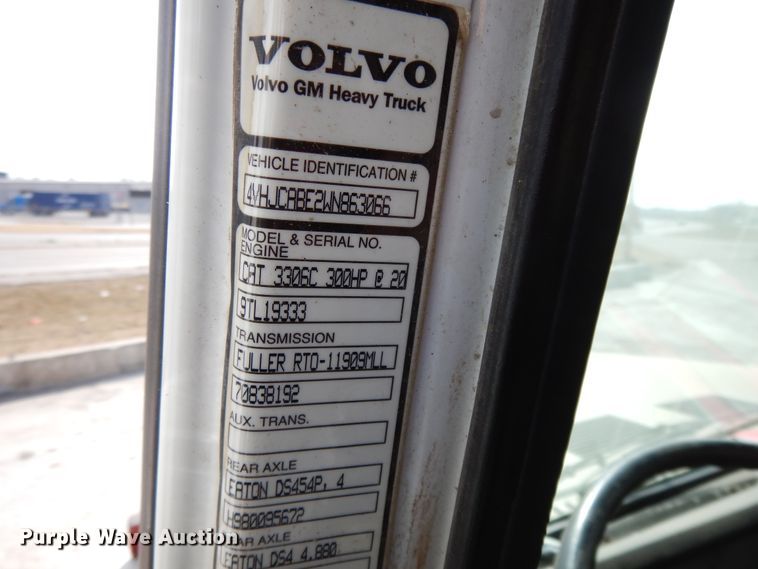 VOLVO
Volvo GM Heavy Truck
VEHICLE IDENTIFICATION #
4VHJCABE2WN863066
MODEL & SERIAL NO.
ENGINE
CAT 3306C 300HP @ 20
9TL19333
TRANSMISSION
FULLER RTO-11909MLL
70838192
AUX. TRANS.
REAR AXLE
EATON DS454P, 4
H980095672
REAR AXLE
EATON DS4 4.880
Purple Wave Auction